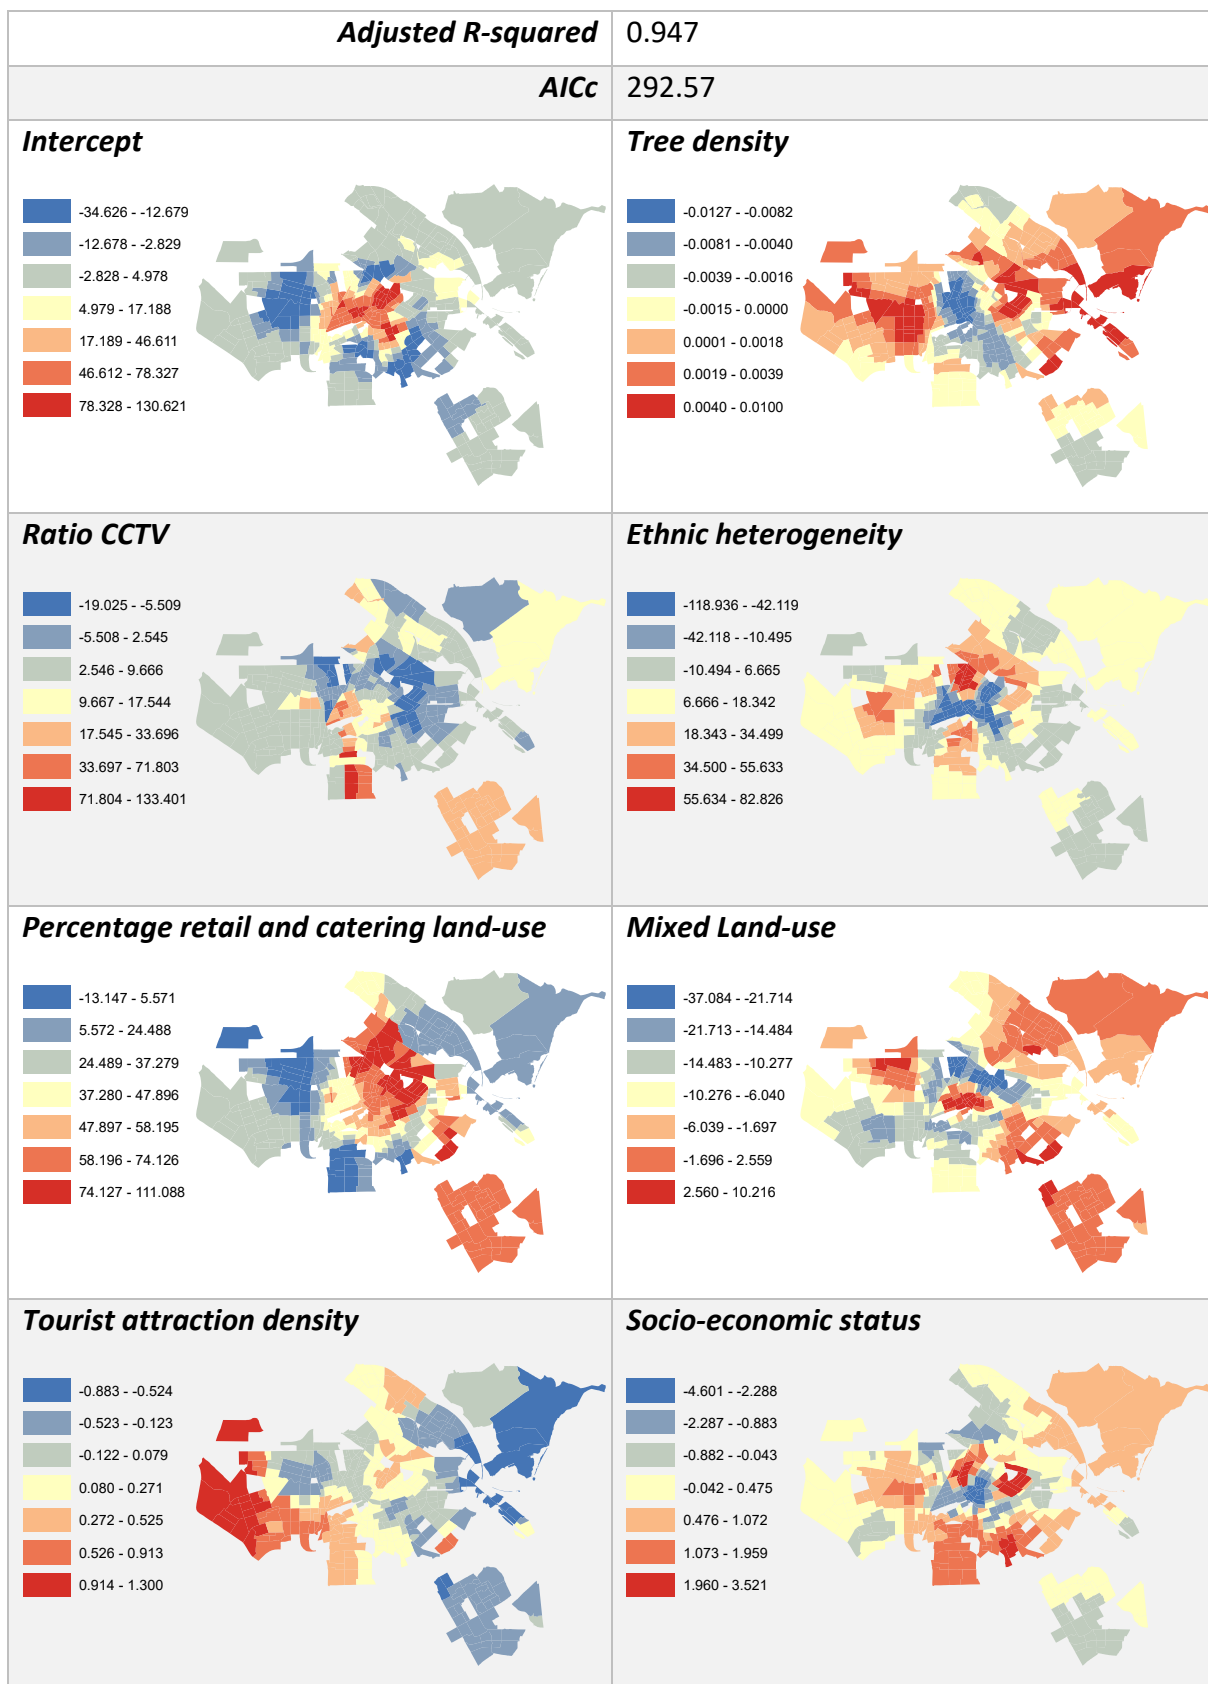 Adjusted R-squared 0.947
AICc 292.57
Intercept
-34.626 - -12.679
-12.678 - -2.829
-2.828 - 4.978
4.979 - 17.188
17.189 - 46.611
46.612 - 78.327
78.328 - 130.621
Tree density
-0.0127 - -0.0082
-0.0081 - -0.0040
-0.0039 - -0.0016
-0.0015 - 0.0000
0.0001 - 0.0018
0.0019 - 0.0039
0.0040 - 0.0100
Ratio CCTV
-19.025 - -5.509
-5.508 - 2.545
2.546 - 9.666
9.667 - 17.544
17.545 - 33.696
33.697 - 71.803
71.804 - 133.401
Ethnic heterogeneity
-118.936 - -42.119
-42.118 - -10.495
-10.494 - 6.665
6.666 - 18.342
18.343 - 34.499
34.500 - 55.633
55.634 - 82.826
Percentage retail and catering land-use
-13.147 - 5.571
5.572 - 24.488
24.489 - 37.279
37.280 - 47.896
47.897 - 58.195
58.196 - 74.126
74.127 - 111.088
Mixed Land-use
-37.084 - -21.714
-21.713 - -14.484
-14.483 - -10.277
-10.276 - -6.040
-6.039 - -1.697
-1.696 - 2.559
2.560 - 10.216
Tourist attraction density
-0.883 - -0.524
-0.523 - -0.123
-0.122 - 0.079
0.080 - 0.271
0.272 - 0.525
0.526 - 0.913
0.914 - 1.300
Socio-economic status
-4.601 - -2.288
-2.287 - -0.883
-0.882 - -0.043
-0.042 - 0.475
0.476 - 1.072
1.073 - 1.959
1.960 - 3.521